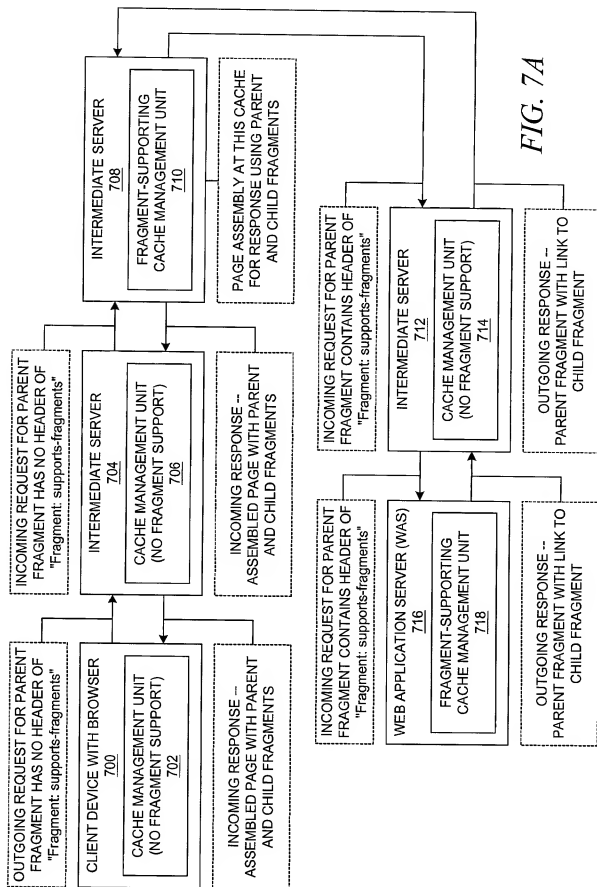 OUTGOING REQUEST FOR PARENT
FRAGMENT HAS NO HEADER OF
"Fragment: supports-fragments"
CLIENT DEVICE WITH BROWSER
700
CACHE MANAGEMENT UNIT
(NO FRAGMENT SUPPORT)
702
INCOMING RESPONSE --
ASSEMBLED PAGE WITH PARENT
AND CHILD FRAGMENTS
INCOMING REQUEST FOR PARENT
FRAGMENT HAS NO HEADER OF
"Fragment: supports-fragments"
INTERMEDIATE SERVER
704
CACHE MANAGEMENT UNIT
(NO FRAGMENT SUPPORT)
706
INCOMING RESPONSE --
ASSEMBLED PAGE WITH PARENT
AND CHILD FRAGMENTS
INTERMEDIATE SERVER
708
FRAGMENT-SUPPORTING
CACHE MANAGEMENT UNIT
710
PAGE ASSEMBLY AT THIS CACHE
FOR RESPONSE USING PARENT
AND CHILD FRAGMENTS
INCOMING REQUEST FOR PARENT
FRAGMENT CONTAINS HEADER OF
"Fragment: supports-fragments"
WEB APPLICATION SERVER (WAS)
716
FRAGMENT-SUPPORTING
CACHE MANAGEMENT UNIT
718
OUTGOING RESPONSE --
PARENT FRAGMENT WITH LINK TO
CHILD FRAGMENT
INCOMING REQUEST FOR PARENT
FRAGMENT CONTAINS HEADER OF
"Fragment: supports-fragments"
INTERMEDIATE SERVER
712
CACHE MANAGEMENT UNIT
(NO FRAGMENT SUPPORT)
714
OUTGOING RESPONSE --
PARENT FRAGMENT WITH LINK TO
CHILD FRAGMENT
FIG. 7A